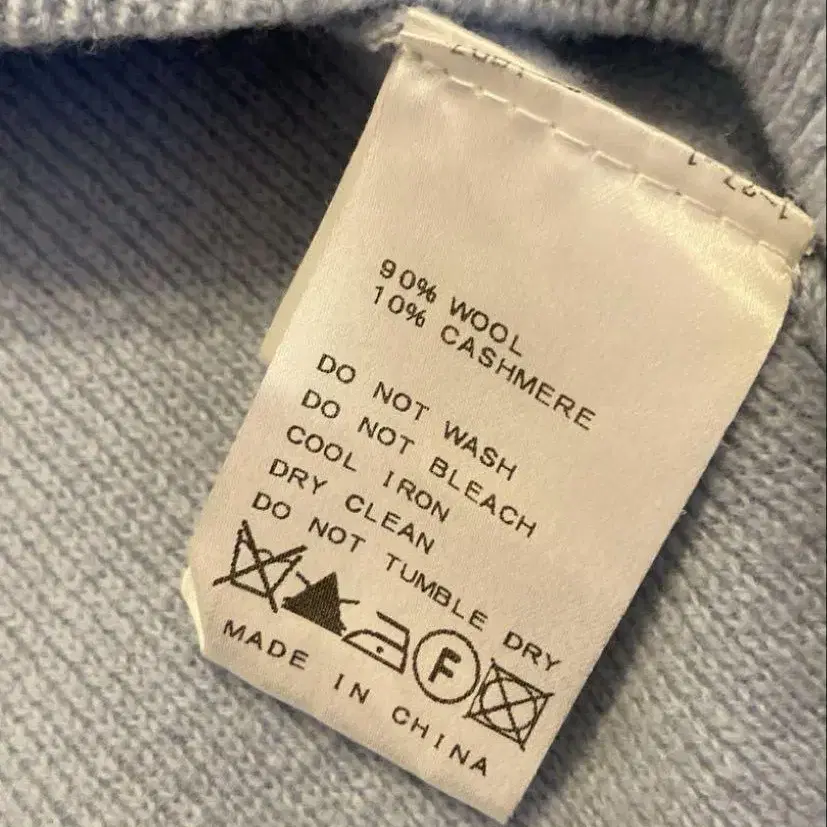 90% WOOL
10% CASHMERE
DO NOT WASH
DO NOT BLEACH
COOL IRON
DRY CLEAN
DO NOT TUMBLE DRY
F
MADE IN CHINA